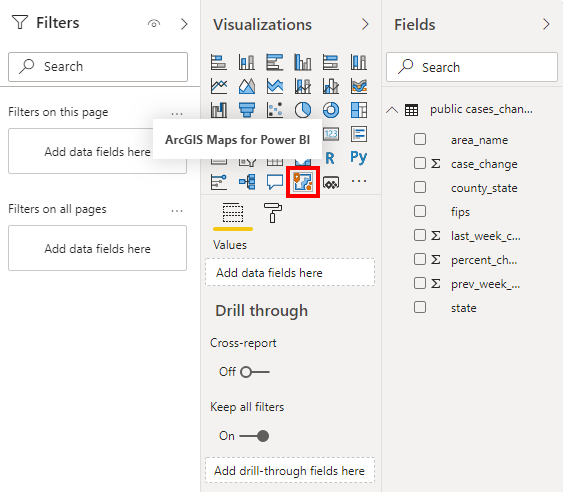 Filters
Search
Filters on this page
...
Add data fields here
Filters on all pages
...
Add data fields here
Visualizations
ArcGIS Maps for Power BI
123
R
Py
...
Values
Add data fields here
Drill through
Cross-report
Off
Keep all filters
On
Add drill-through fields here
Fields
Search
public cases_chan...
area_name
Σ case_change
county_state
fips
Σ last_week_c...
Σ percent_ch...
Σ prev_week_...
state